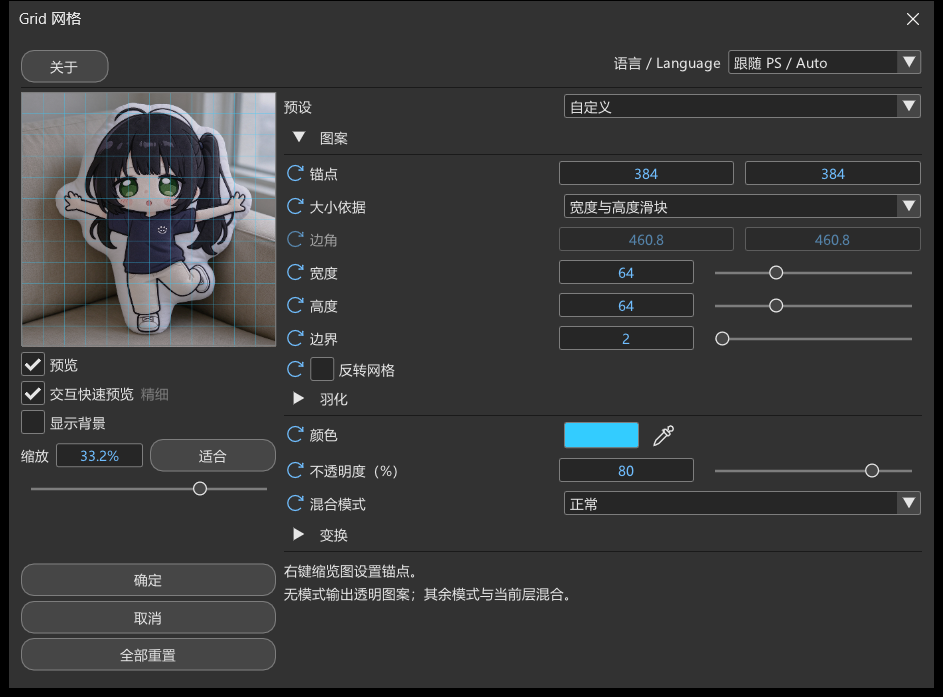 Grid 网格
关于
语言 / Language 跟随 PS / Auto
预设 自定义
图案
锚点 384 384
大小依据 宽度与高度滑块
边角 460.8 460.8
宽度 64
高度 64
边界 2
反转网格
羽化
颜色
不透明度（%） 80
混合模式 正常
变换
右键缩览图设置锚点。
无模式输出透明图案；其余模式与当前层混合。
预览
交互快速预览 精细
显示背景
缩放 33.2% 适合
确定
取消
全部重置